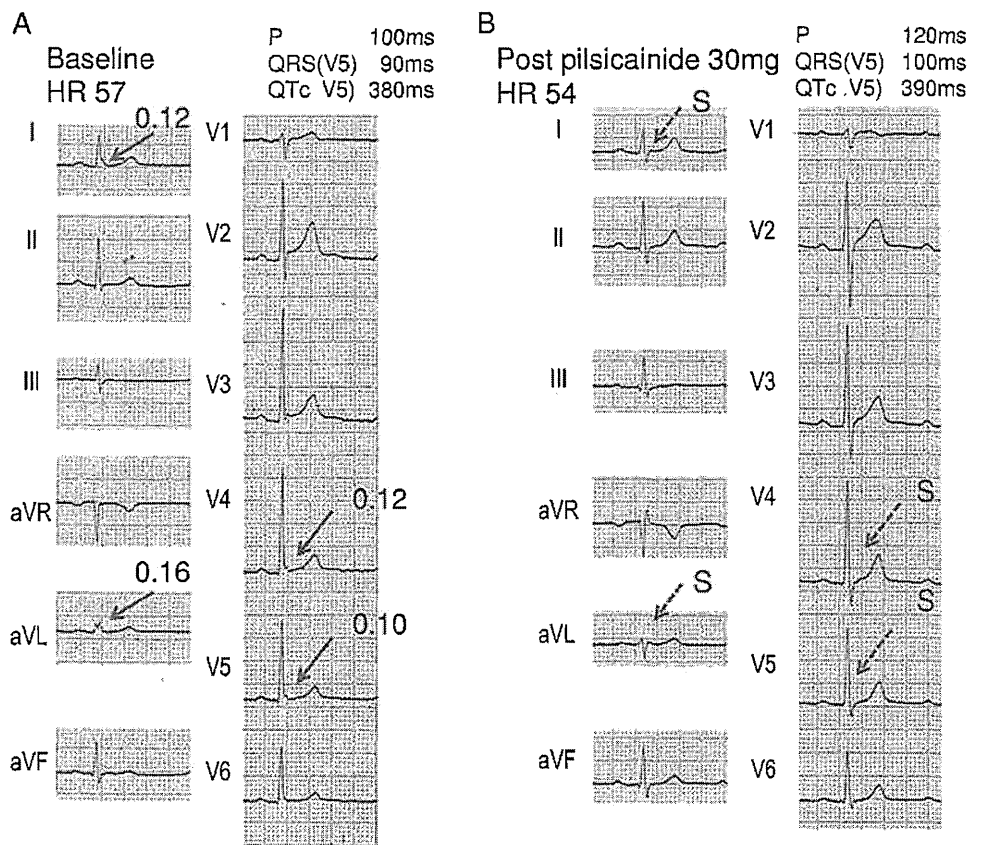 A
Baseline
HR 57
P 100ms
QRS(V5) 90ms
QTc V5) 380ms
I
0.12
V1
II
V2
III
V3
aVR
V4
0.12
0.16
aVL
0.10
V5
aVF
V6
B
Post pilsicainide 30mg
HR 54
P 120ms
QRS(V5) 100ms
QTc .V5) 390ms
I
S
V1
II
V2
III
V3
aVR
V4
S
S
aVL
S
V5
aVF
V6